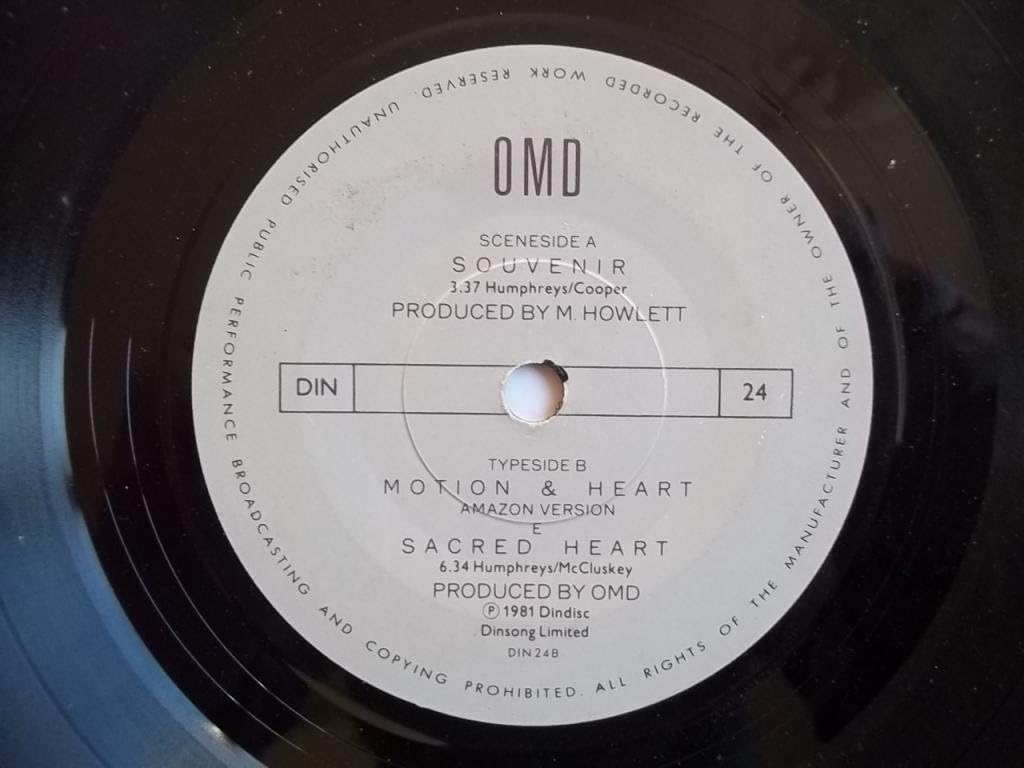 OMD
SCENESIDE A
SOUVENIR
3.37 Humphreys/Cooper
PRODUCED BY M. HOWLETT
DIN 24
TYPESIDE B
MOTION & HEART
AMAZON VERSION
E
SACRED HEART
6.34 Humphreys/McCluskey
PRODUCED BY OMD
Ⓟ 1981 Dindisc
Dinsong Limited
DIN 24B
ALL RIGHTS OF THE MANUFACTURER AND OF THE OWNER OF THE RECORDED WORK RESERVED. UNAUTHORISED PUBLIC PERFORMANCE BROADCASTING AND COPYING PROHIBITED.